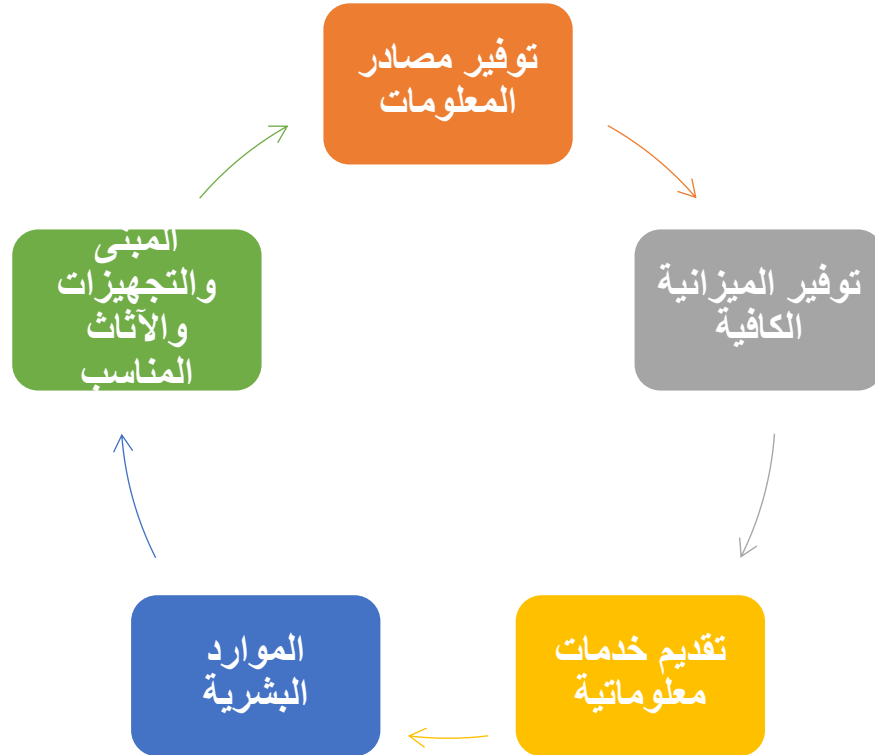 توفير مصادر
المعلومات
توفير الميزانية
الكافية
تقديم خدمات
معلوماتية
الموارد
البشرية
المبنى
والتجهيزات
والآثاث
المناسب